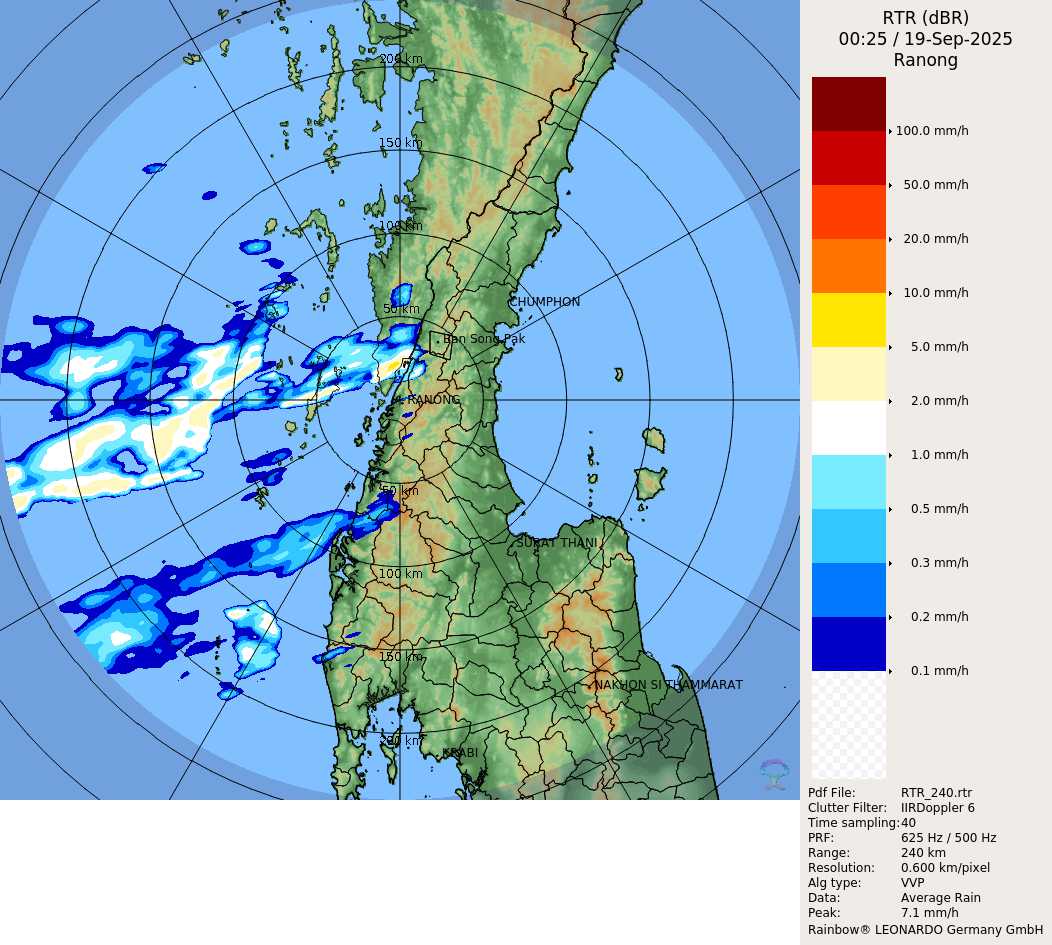 200 km
150 km
100 km
CHUMPHON
50 km
Ban Song Pak
RANONG
50 km
SURAT THANI
100 km
150 km
NAKHON SI THAMMARAT
200 km
KRABI
RTR (dBR)
00:25 / 19-Sep-2025
Ranong
100.0 mm/h
50.0 mm/h
20.0 mm/h
10.0 mm/h
5.0 mm/h
2.0 mm/h
1.0 mm/h
0.5 mm/h
0.3 mm/h
0.2 mm/h
0.1 mm/h
Pdf File: RTR_240.rtr
Clutter Filter: IIRDoppler 6
Time sampling: 40
PRF: 625 Hz / 500 Hz
Range: 240 km
Resolution: 0.600 km/pixel
Alg type: VVP
Data: Average Rain
Peak: 7.1 mm/h
Rainbow® LEONARDO Germany GmbH